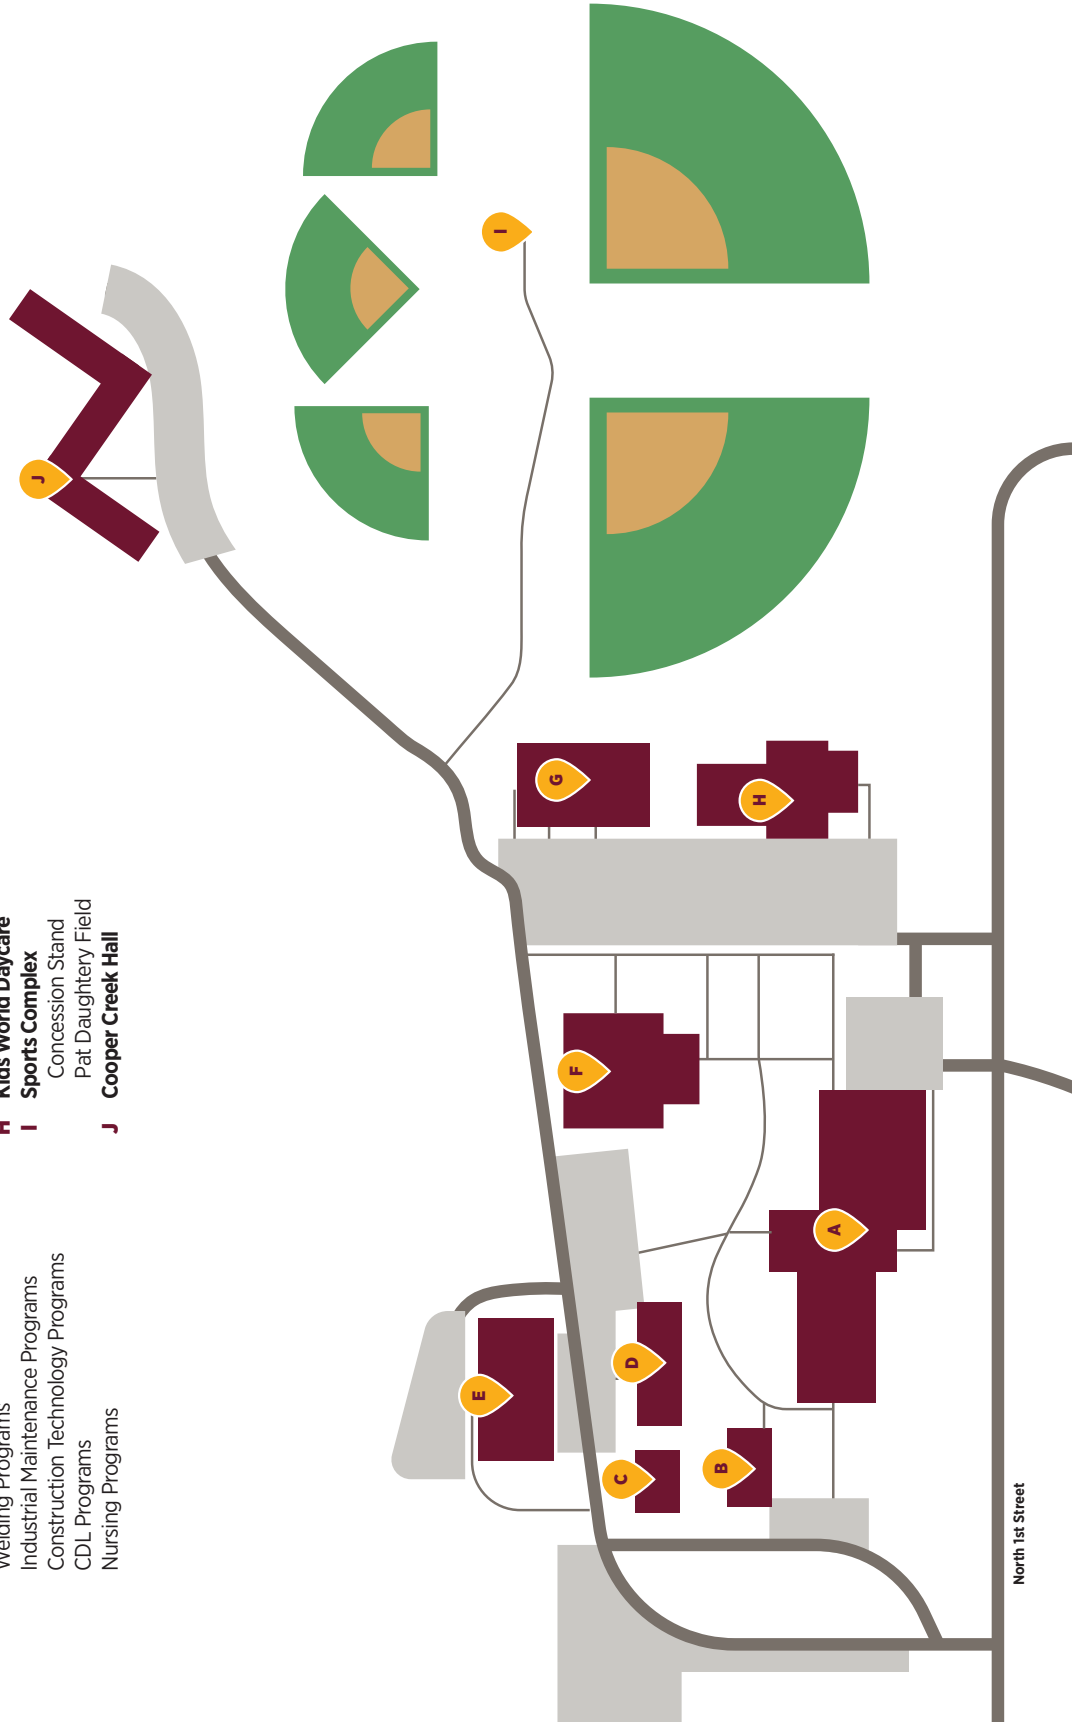 Welding Programs
Industrial Maintenance Programs
Construction Technology Programs
CDL Programs
Nursing Programs
H Kids World Daycare
I Sports Complex
Concession Stand
Pat Daughtery Field
J Cooper Creek Hall
J
I
G
H
F
A
E
D
C
B
North 1st Street